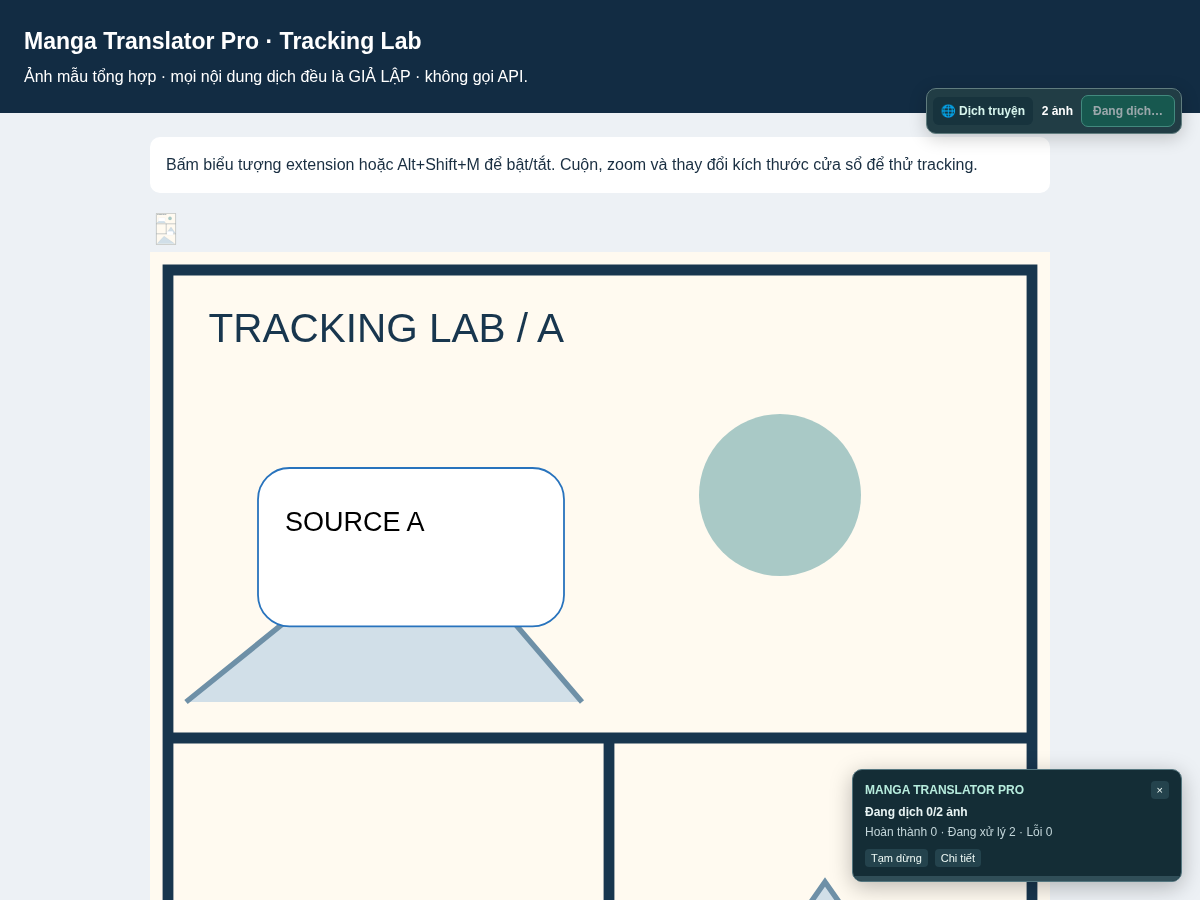 Manga Translator Pro · Tracking Lab
Ảnh mẫu tổng hợp · mọi nội dung dịch đều là GIẢ LẬP · không gọi API.
🌐 Dịch truyện 2 ảnh Đang dịch…
Bấm biểu tượng extension hoặc Alt+Shift+M để bật/tắt. Cuộn, zoom và thay đổi kích thước cửa sổ để thử tracking.
TRACKING LAB / A
SOURCE A
MANGA TRANSLATOR PRO ×
Đang dịch 0/2 ảnh
Hoàn thành 0 · Đang xử lý 2 · Lỗi 0
Tạm dừng Chi tiết